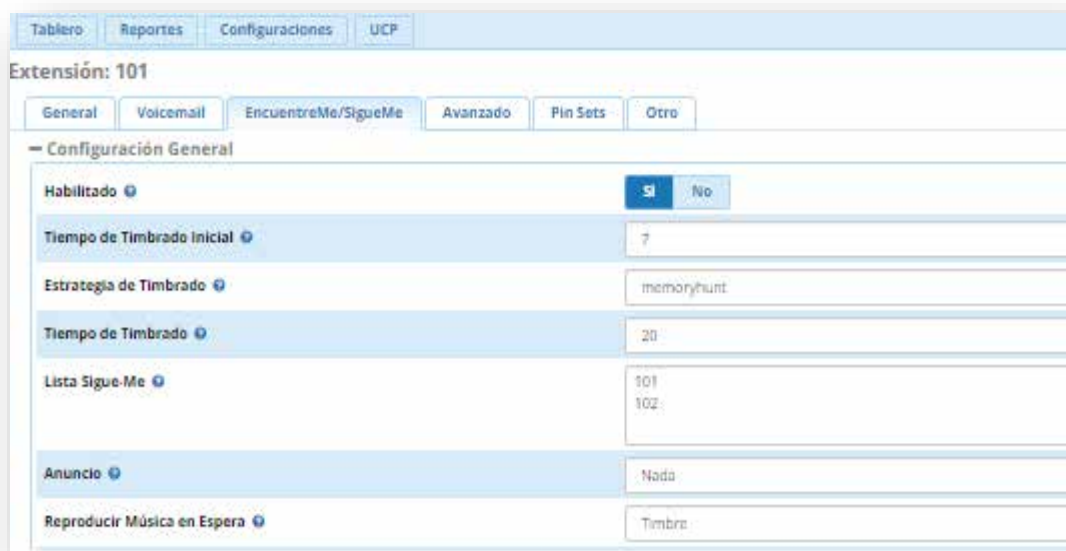 Tablero Reportes Configuraciones UCP
Extensión: 101
General Voicemail EncuentreMe/SigueMe Avanzado Pin Sets Otro
Configuración General
Habilitado Sí No
Tiempo de Timbrado Inicial 7
Estrategia de Timbrado memoryhunt
Tiempo de Timbrado 20
Lista Sigue-Me 101
102
Anuncio Nada
Reproducir Música en Espera Timbre